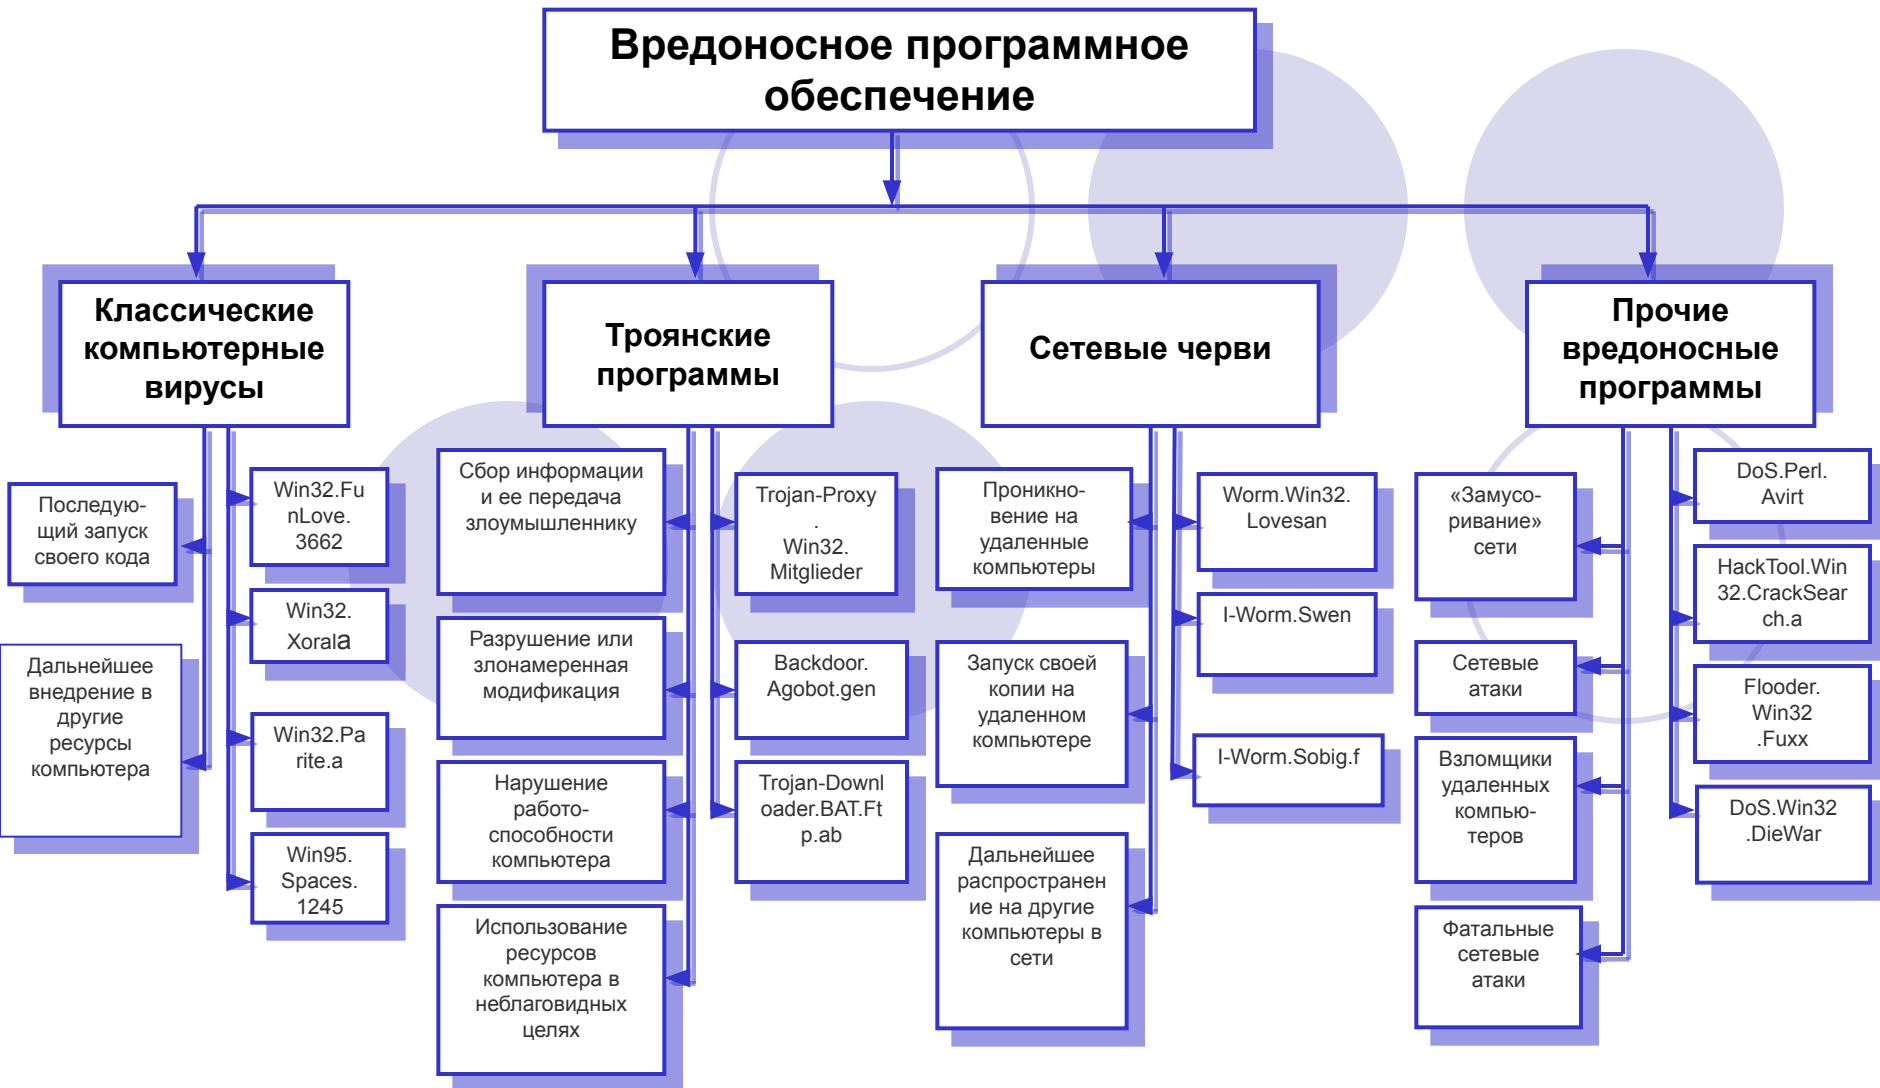 Вредоносное программное
обеспечение
Классические
компьютерные
вирусы
Последую-
щий запуск
своего кода
Дальнейшее
внедрение в
другие
ресурсы
компьютера
Win32.Fu
nLove.
3662
Win32.
Xorala
Win32.Pa
rite.a
Win95.
Spaces.
1245
Троянские
программы
Сбор информации
и ее передача
злоумышленнику
Разрушение или
злонамеренная
модификация
Нарушение
работо-
способности
компьютера
Использование
ресурсов
компьютера в
неблаговидных
целях
Trojan-Proxy
.
Win32.
Mitglieder
Backdoor.
Agobot.gen
Trojan-Downl
oader.BAT.Ft
p.ab
Сетевые черви
Проникно-
вение на
удаленные
компьютеры
Запуск своей
копии на
удаленном
компьютере
Дальнейшее
распространен
ие на другие
компьютеры в
сети
Worm.Win32.
Lovesan
I-Worm.Swen
I-Worm.Sobig.f
Прочие
вредоносные
программы
«Замусо-
ривание»
сети
Сетевые
атаки
Взломщики
удаленных
компью-
теров
Фатальные
сетевые
атаки
DoS.Perl.
Avirt
HackTool.Win
32.CrackSear
ch.a
Flooder.
Win32
.Fuxx
DoS.Win32
.DieWar